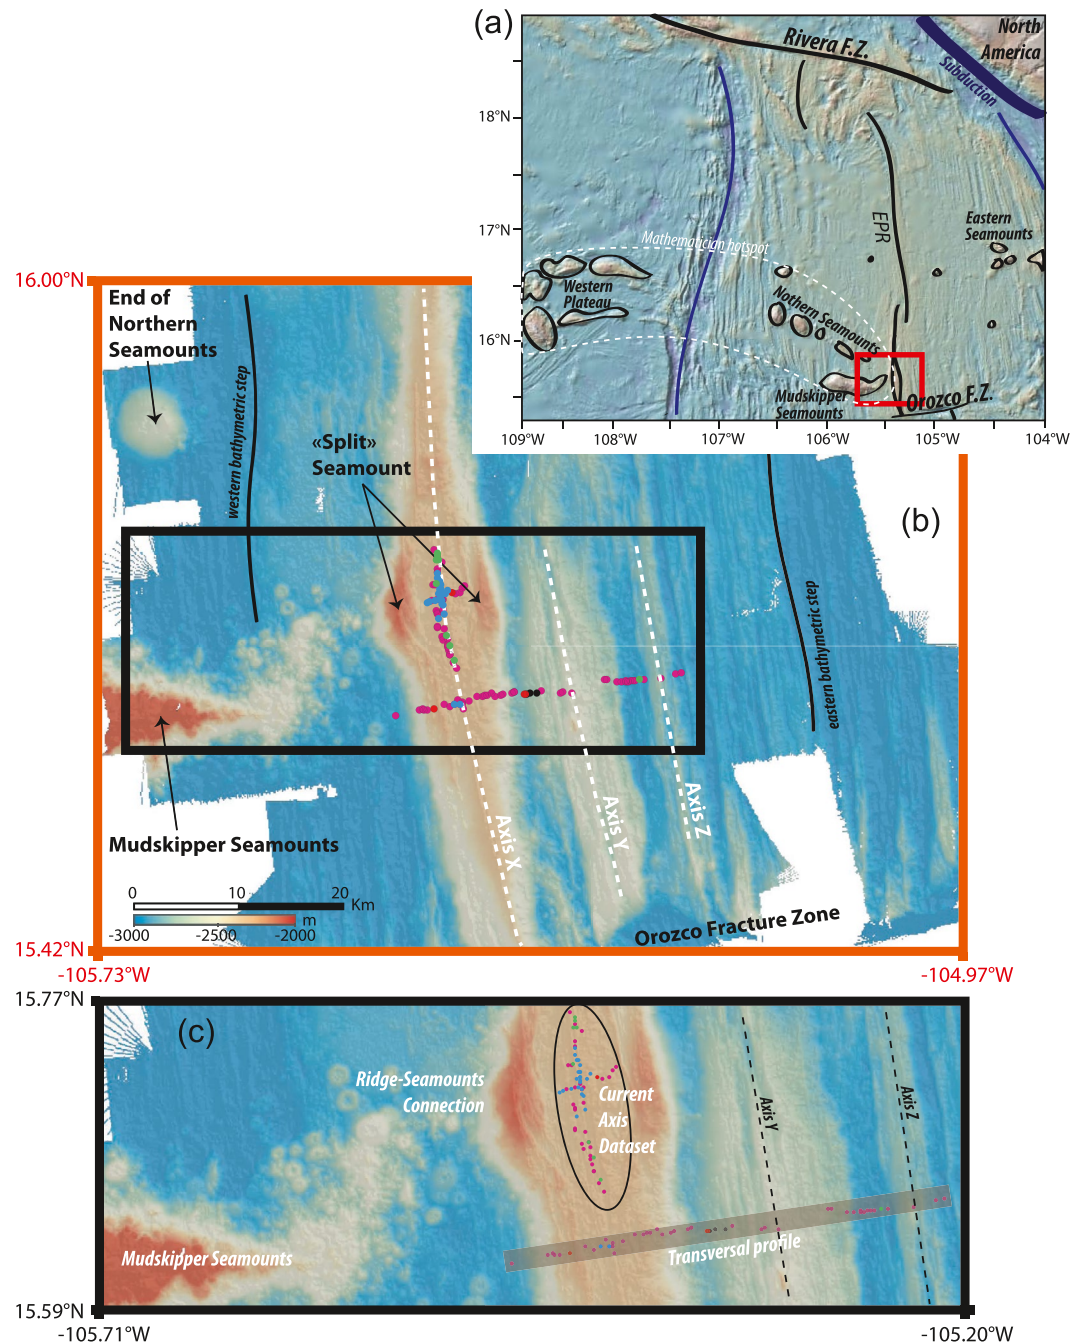 (a)
North
America
Rivera F.Z.
Subduction
18°N
17°N
16°N
EPR
Eastern
Seamounts
Mathematician hotspot
Western
Plateau
Nothern Seamounts
Mudskipper
Seamounts
Orozco F.Z.
109°W
108°W
107°W
106°W
105°W
104°W
16.00°N
End of
Northern
Seamounts
western bathymetric step
«Split»
Seamount
(b)
eastern bathymetric step
Axis X
Axis Y
Axis Z
Mudskipper Seamounts
0
10
20
Km
m
-3000
-2500
-2000
Orozco Fracture Zone
15.42°N
-105.73°W
-104.97°W
15.77°N
(c)
Ridge-Seamounts
Connection
Current
Axis
Dataset
Axis Y
Axis Z
Mudskipper Seamounts
Transversal profile
15.59°N
-105.71°W
-105.20°W